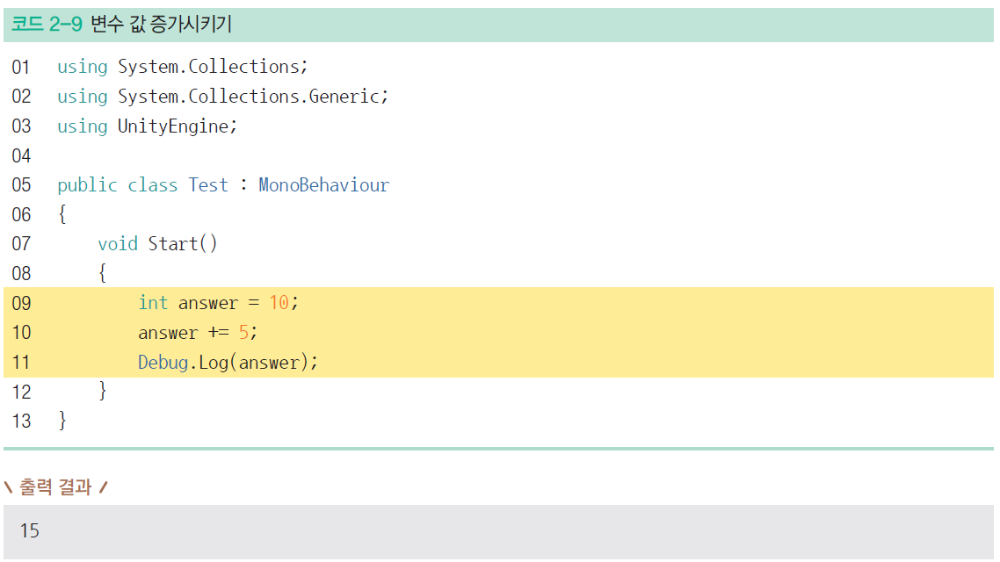 코드 2-9 변수 값 증가시키기
01 using System.Collections;
02 using System.Collections.Generic;
03 using UnityEngine;
04
05 public class Test : MonoBehaviour
06 {
07     void Start()
08     {
09         int answer = 10;
10         answer += 5;
11         Debug.Log(answer);
12     }
13 }
\ 출력 결과 /
15